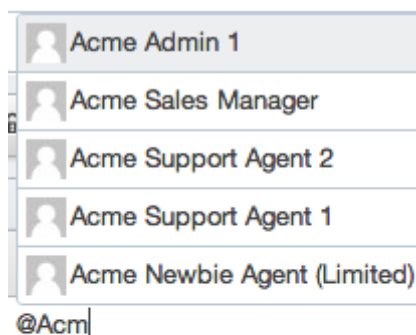 Acme Admin 1
Acme Sales Manager
Acme Support Agent 2
Acme Support Agent 1
Acme Newbie Agent (Limited)
@Acm